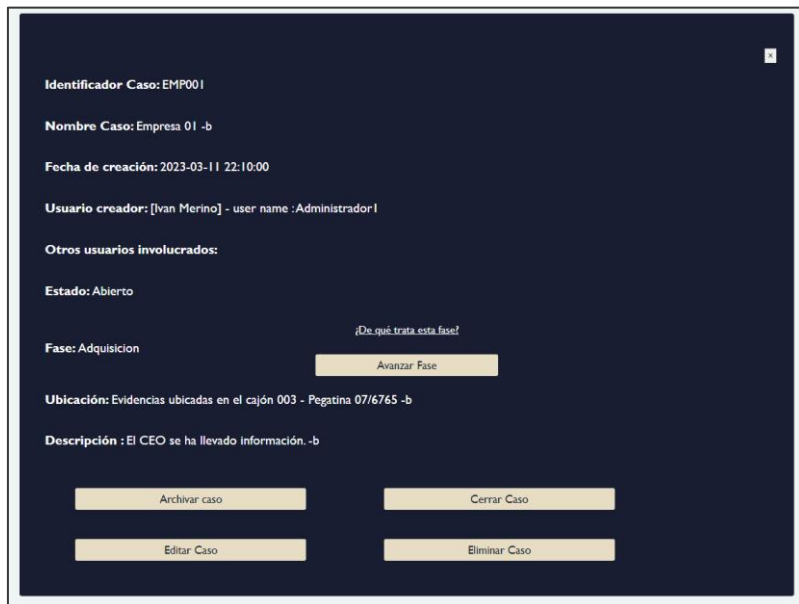 x
Identificador Caso: EMP001
Nombre Caso: Empresa 01 -b
Fecha de creación: 2023-03-11 22:10:00
Usuario creador: [Ivan Merino] - user name :Administrador1
Otros usuarios involucrados:
Estado: Abierto
¿De qué trata esta fase?
Fase: Adquisicion
Avanzar Fase
Ubicación: Evidencias ubicadas en el cajón 003 - Pegatina 07/6765 -b
Descripción : El CEO se ha llevado información. -b
Archivar caso Cerrar Caso
Editar Caso Eliminar Caso